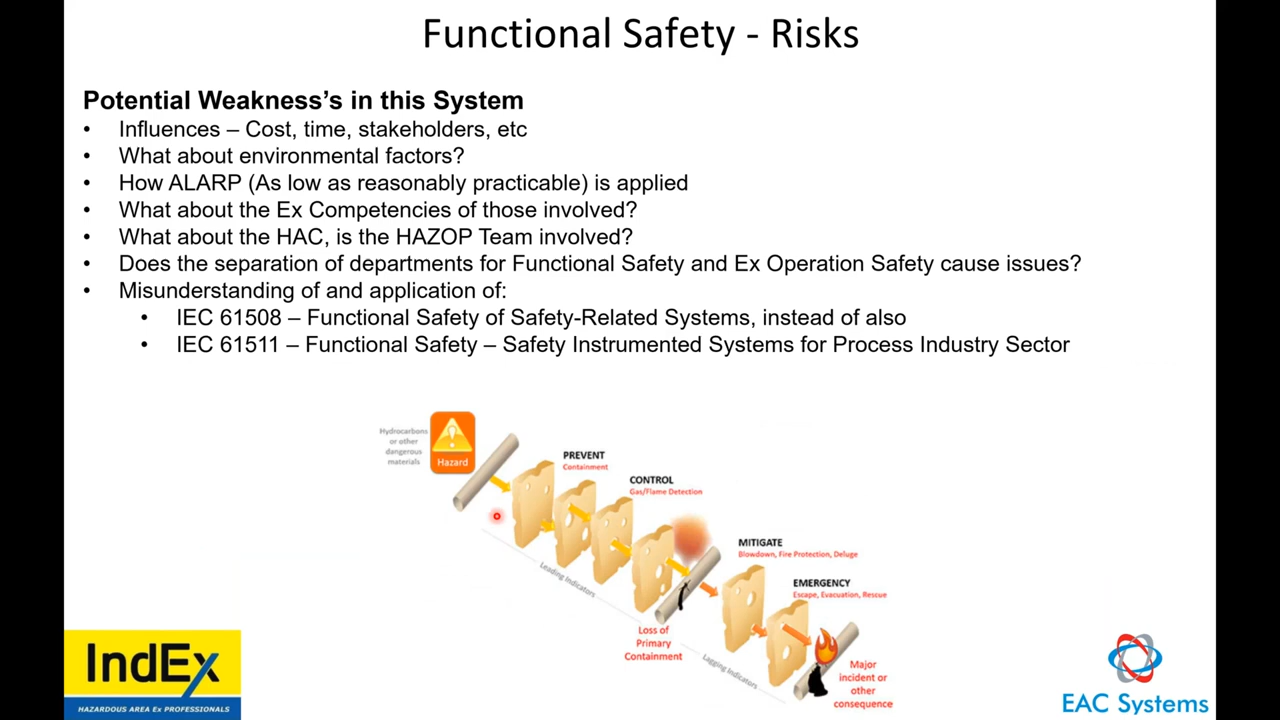 Functional Safety - Risks
Potential Weakness's in this System
• Influences – Cost, time, stakeholders, etc
• What about environmental factors?
• How ALARP (As low as reasonably practicable) is applied
• What about the Ex Competencies of those involved?
• What about the HAC, is the HAZOP Team involved?
• Does the separation of departments for Functional Safety and Ex Operation Safety cause issues?
• Misunderstanding of and application of:
• IEC 61508 – Functional Safety of Safety-Related Systems, instead of also
• IEC 61511 – Functional Safety – Safety Instrumented Systems for Process Industry Sector
Hydrocarbons
or other
dangerous
materials
Hazard
PREVENT
Containment
CONTROL
Gas/Flame Detection
MITIGATE
Blowdown, Fire Protection, Deluge
EMERGENCY
Escape, Evacuation, Rescue
Leading Indicators
Loss of
Primary
Containment
Lagging Indicators
Major
incident or
other
consequence
IndEx
HAZARDOUS AREA Ex PROFESSIONALS
EAC Systems